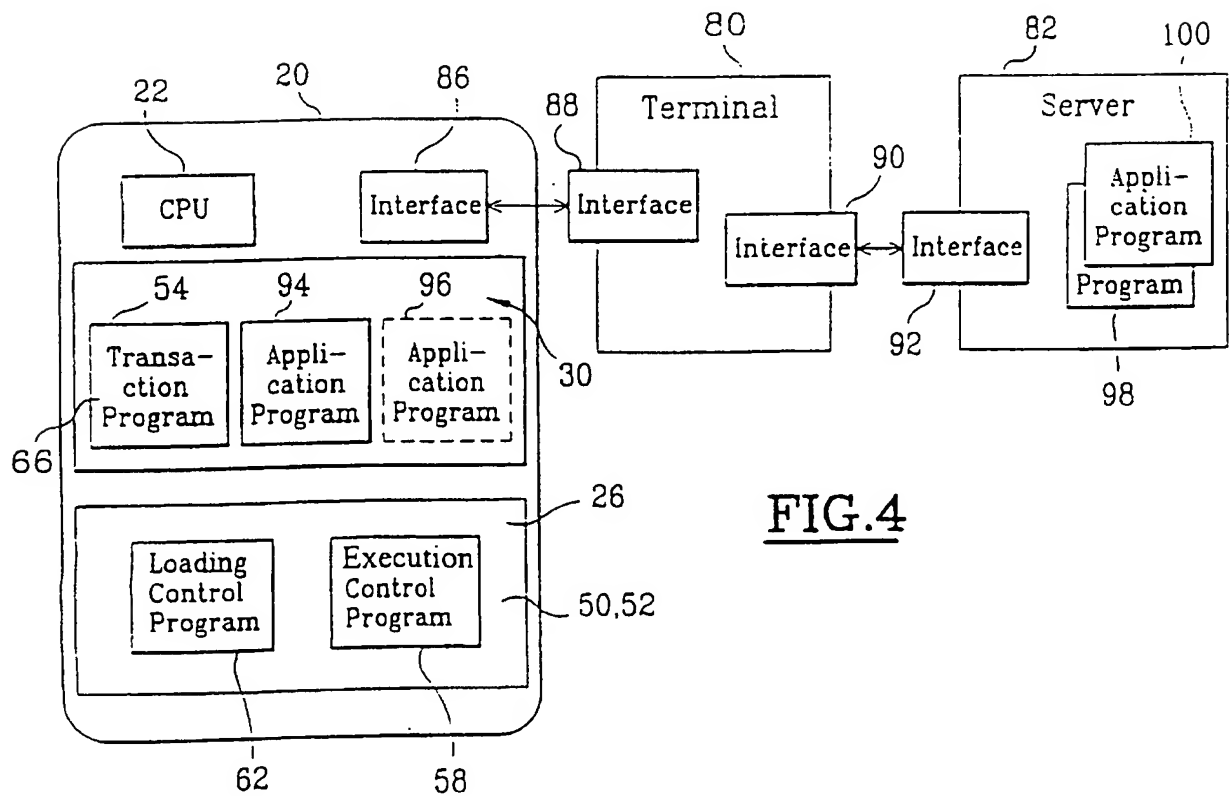 100
80
82
20
86
22
88
Terminal
Server
90
CPU
Interface
Interface
Appli-
cation
Program
Interface
Interface
Program
54
94
96
92
98
Transa-
ction
Program
Appli-
cation
Program
Appli-
cation
Program
30
66
26
FIG.4
Loading
Control
Program
Execution
Control
Program
50,52
62
58